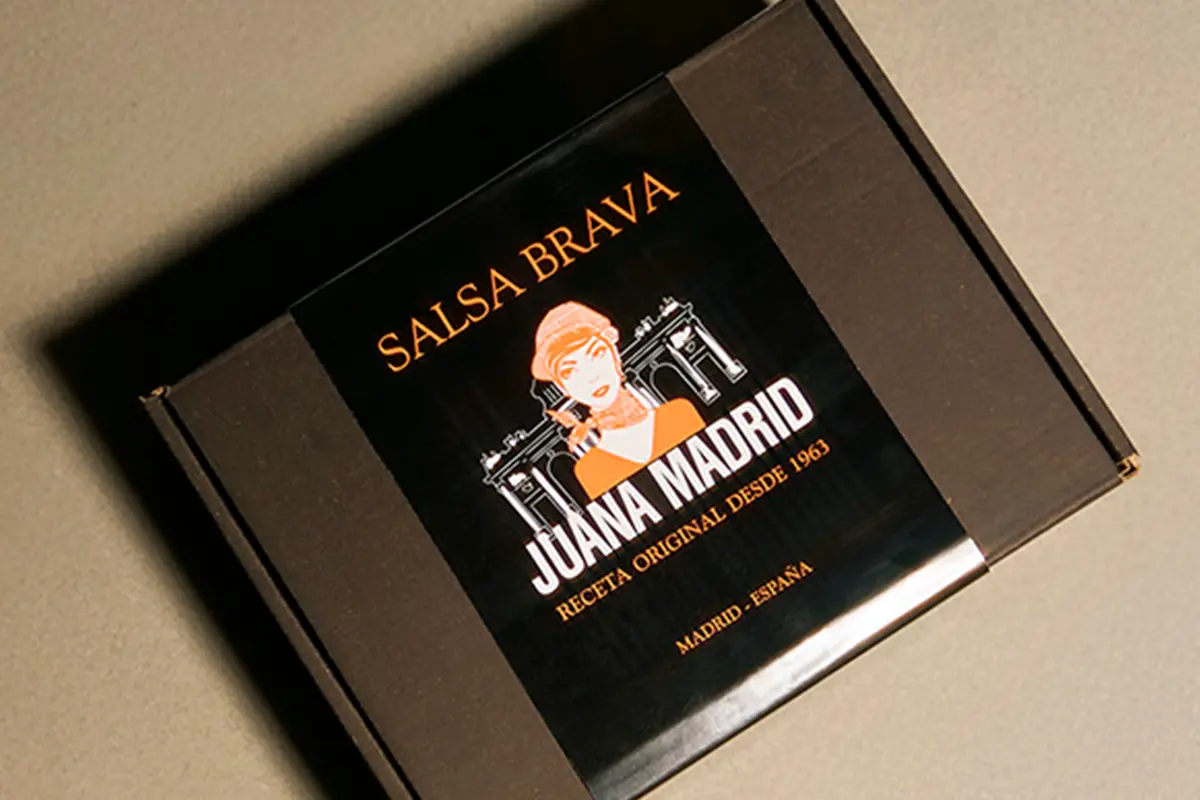 SALSA BRAVA
JUANA MADRID
RECETA ORIGINAL DESDE 1963
MADRID - ESPAÑA